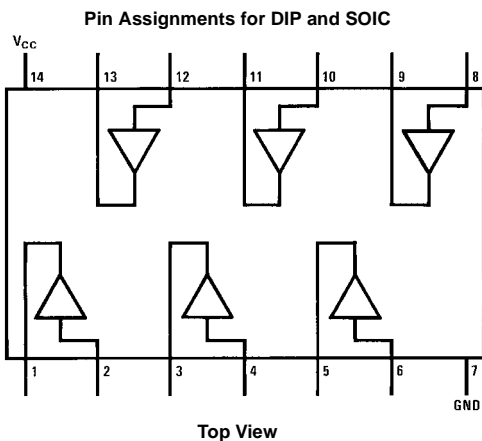 Pin Assignments for DIP and SOIC
VCC
14 13 12 11 10 9 8
1 2 3 4 5 6 7
GND
Top View